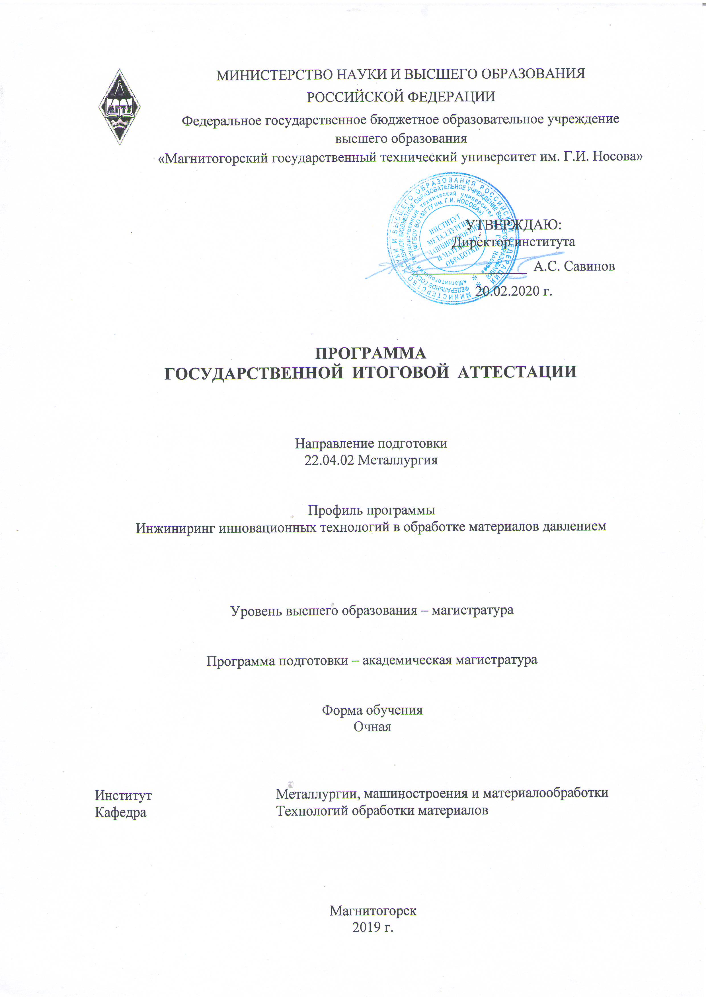 МИНИСТЕРСТВО НАУКИ И ВЫСШЕГО ОБРАЗОВАНИЯ
РОССИЙСКОЙ ФЕДЕРАЦИИ
Федеральное государственное бюджетное образовательное учреждение
высшего образования
«Магнитогорский государственный технический университет им. Г.И. Носова»
МГТУ
МИНИСТЕРСТВО НАУКИ И ВЫСШЕГО ОБРАЗОВАНИЯ РОССИЙСКОЙ ФЕДЕРАЦИИ
ФЕДЕРАЛЬНОЕ ГОСУДАРСТВЕННОЕ БЮДЖЕТНОЕ ОБРАЗОВАТЕЛЬНОЕ УЧРЕЖДЕНИЕ ВЫСШЕГО ОБРАЗОВАНИЯ
«Магнитогорский государственный технический университет им. Г.И. Носова»
(ФГБОУ ВО «МГТУ им. Г.И. НОСОВА»)
ИНСТИТУТ
МЕТАЛЛУРГИИ,
МАШИНОСТРОЕНИЯ
И МАТЕРИАЛО-
ОБРАБОТКИ
УТВЕРЖДАЮ:
Директор института
А.С. Савинов
20.02.2020 г.
ПРОГРАММА
ГОСУДАРСТВЕННОЙ ИТОГОВОЙ АТТЕСТАЦИИ
Направление подготовки
22.04.02 Металлургия
Профиль программы
Инжиниринг инновационных технологий в обработке материалов давлением
Уровень высшего образования – магистратура
Программа подготовки – академическая магистратура
Форма обучения
Очная
Институт Металлургии, машиностроения и материалообработки
Кафедра Технологий обработки материалов
Магнитогорск
2019 г.